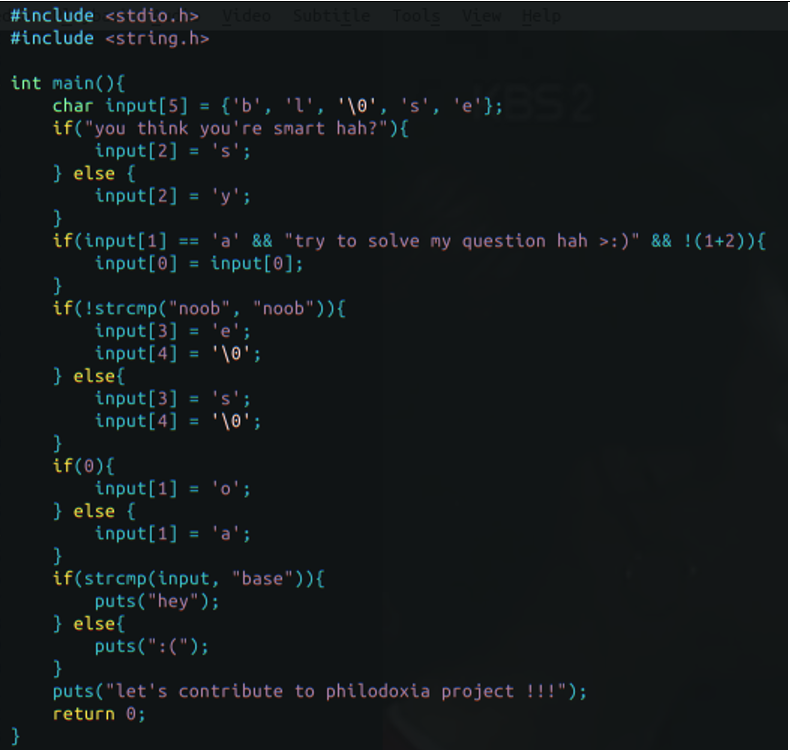 #include <stdio.h>
Video Subtitle Tools View Help
#include <string.h>
int main(){
    char input[5] = {'b', 'l', '\0', 's', 'e'};
    if("you think you're smart hah?"){
        input[2] = 's';
    } else {
        input[2] = 'y';
    }
    if(input[1] == 'a' && "try to solve my question hah >:)" && !(1+2)){
        input[0] = input[0];
    }
    if(!strcmp("noob", "noob")){
        input[3] = 'e';
        input[4] = '\0';
    } else{
        input[3] = 's';
        input[4] = '\0';
    }
    if(0){
        input[1] = 'o';
    } else {
        input[1] = 'a';
    }
    if(strcmp(input, "base")){
        puts("hey");
    } else{
        puts(":(");
    }
    puts("let's contribute to philodoxia project !!!");
    return 0;
}